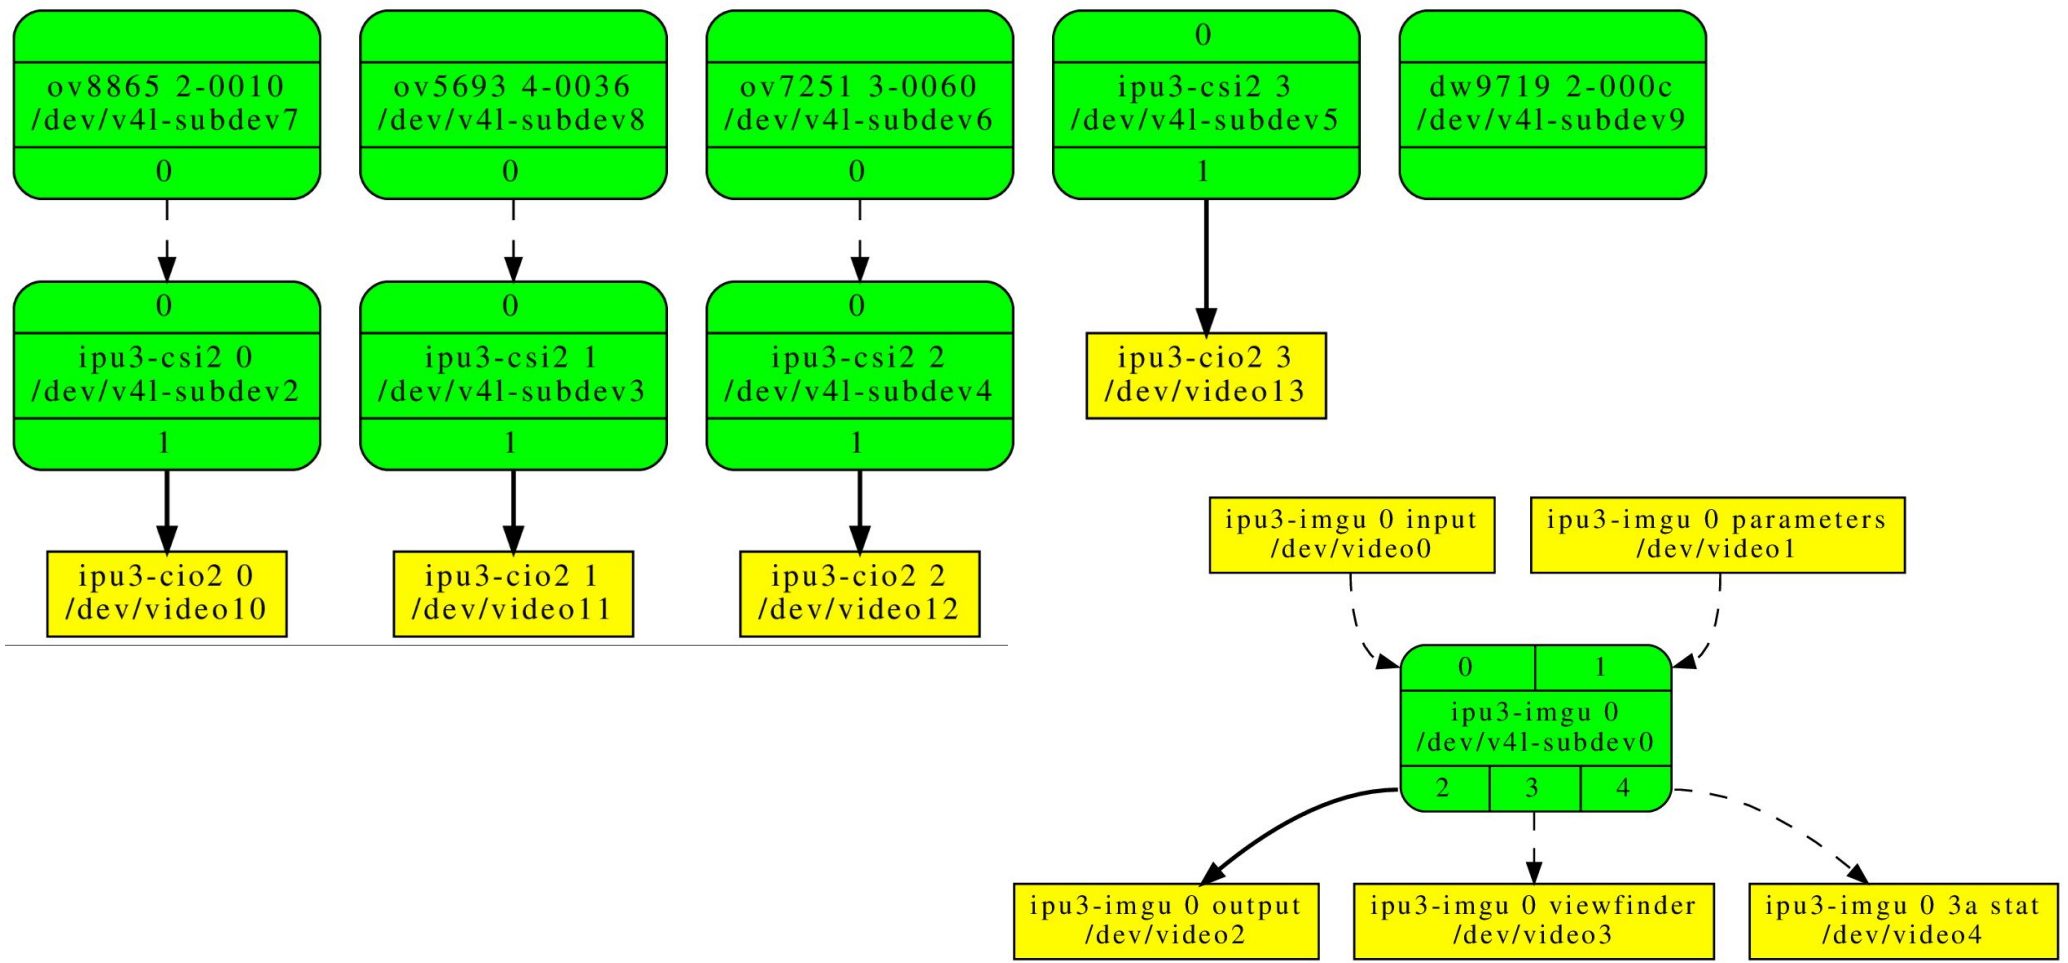 ov8865 2-0010
/dev/v4l-subdev7
0
ov5693 4-0036
/dev/v4l-subdev8
0
ov7251 3-0060
/dev/v4l-subdev6
0
0
ipu3-csi2 3
/dev/v4l-subdev5
1
dw9719 2-000c
/dev/v4l-subdev9
0
ipu3-csi2 0
/dev/v4l-subdev2
1
0
ipu3-csi2 1
/dev/v4l-subdev3
1
0
ipu3-csi2 2
/dev/v4l-subdev4
1
ipu3-cio2 3
/dev/video13
ipu3-cio2 0
/dev/video10
ipu3-cio2 1
/dev/video11
ipu3-cio2 2
/dev/video12
ipu3-imgu 0 input
/dev/video0
ipu3-imgu 0 parameters
/dev/video1
0 1
ipu3-imgu 0
/dev/v4l-subdev0
2 3 4
ipu3-imgu 0 output
/dev/video2
ipu3-imgu 0 viewfinder
/dev/video3
ipu3-imgu 0 3a stat
/dev/video4